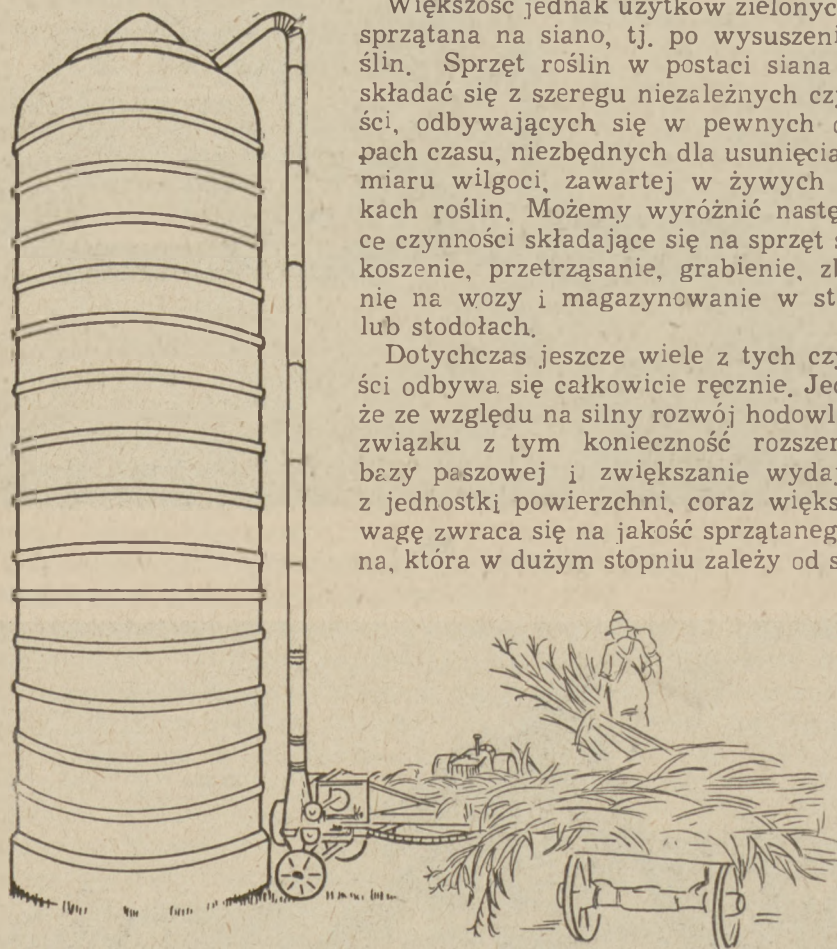 Większość jednak użytków zielonyc
sprzątana na siano, tj. po wysuszeni
ślin. Sprzęt roślin w postaci siana
składać się z szeregu niezależnych czy
ści, odbywających się w pewnych o
pach czasu, niezbędnych dla usunięcia
miaru wilgoci, zawartej w żywych
kach roślin. Możemy wyróżnić nastę
ce czynności składające się na sprzęt s
koszenie, przetrząsanie, grabienie, zł
nie na wozy i magazynowanie w st
lub stodołach.
Dotychczas jeszcze wiele z tych czy
ści odbywa się całkowicie ręcznie. Jed
że ze względu na silny rozwój hodowl
związku z tym konieczność rozszer
bazy paszowej i zwiększanie wydaj
z jednostki powierzchni, coraz więks
wagę zwraca się na jakość sprzątaneg
na, która w dużym stopniu zależy od s